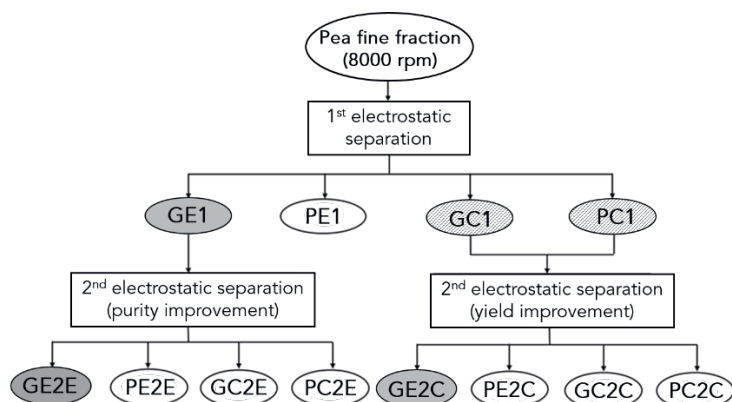 Pea fine fraction
(8000 rpm)
1st electrostatic
separation
GE1
PE1
GC1
PC1
2nd electrostatic separation
(purity improvement)
2nd electrostatic separation
(yield improvement)
GE2E
PE2E
GC2E
PC2E
GE2C
PE2C
GC2C
PC2C